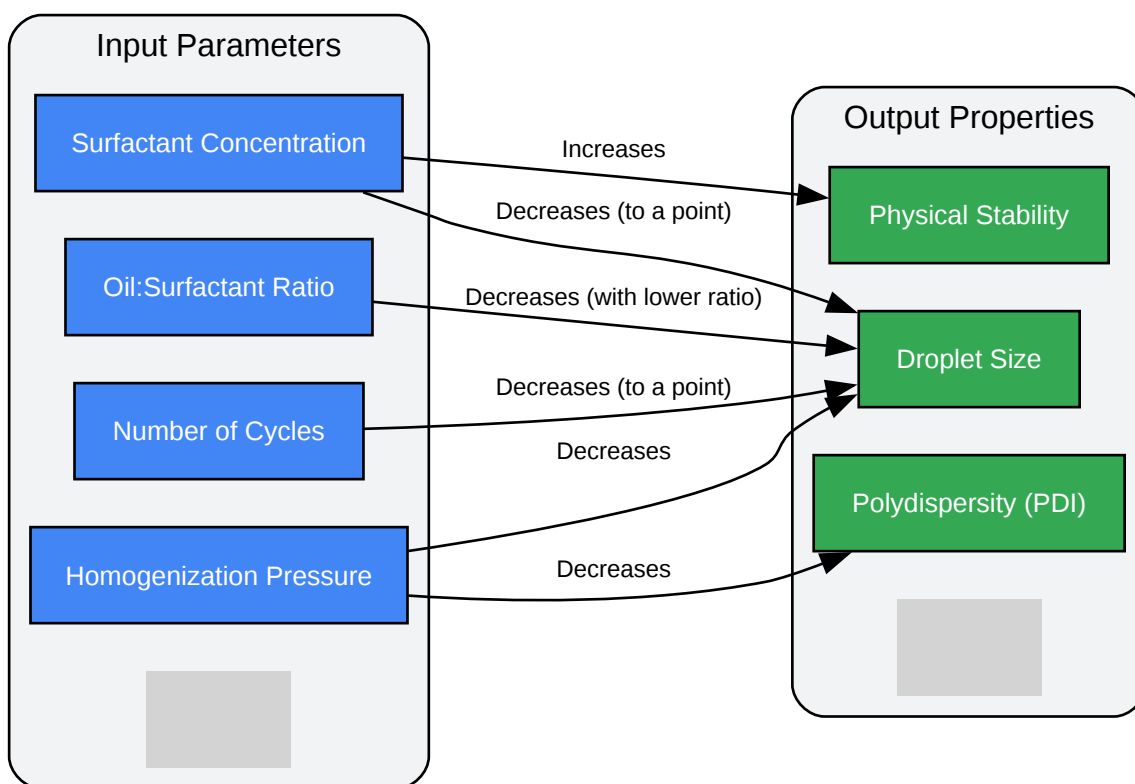 Input Parameters
Surfactant Concentration
Oil:Surfactant Ratio
Number of Cycles
Homogenization Pressure
Increases
Decreases (to a point)
Decreases (with lower ratio)
Decreases (to a point)
Decreases
Decreases
Output Properties
Physical Stability
Droplet Size
Polydispersity (PDI)